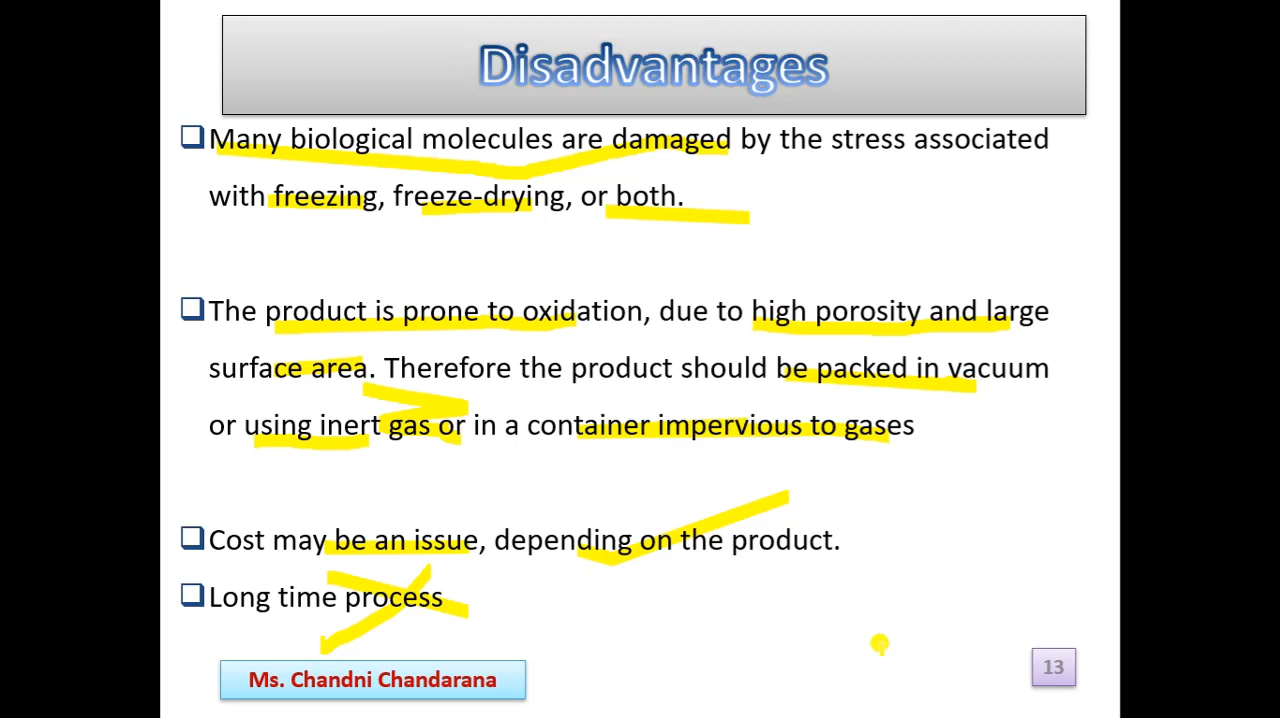 Disadvantages
Many biological molecules are damaged by the stress associated
with freezing, freeze-drying, or both.
The product is prone to oxidation, due to high porosity and large
surface area. Therefore the product should be packed in vacuum
or using inert gas or in a container impervious to gases
Cost may be an issue, depending on the product.
Long time process
Ms. Chandni Chandarana
13